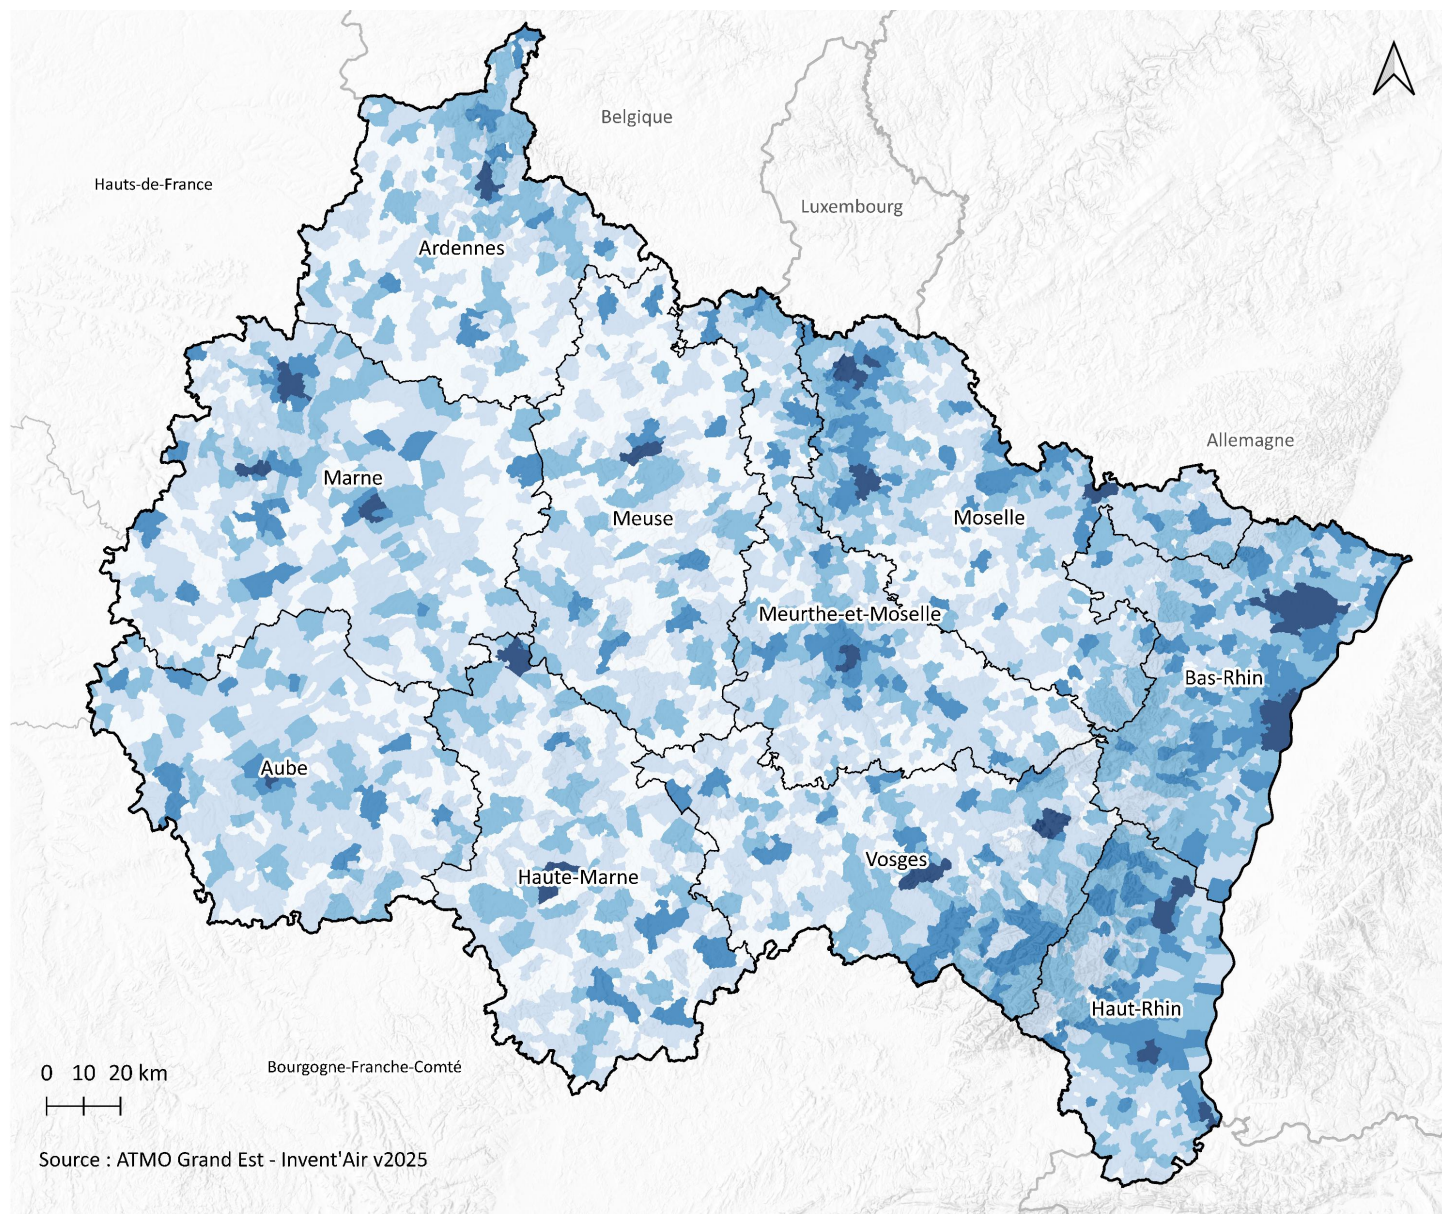 Belgique
Hauts-de-France
Luxembourg
Ardennes
Allemagne
Marne
Meuse
Moselle
Meurthe-et-Moselle
Bas-Rhin
Aube
Vosges
Haute-Marne
Haut-Rhin
Bourgogne-Franche-Comté
0 10 20 km
Source : ATMO Grand Est - Invent'Air v2025